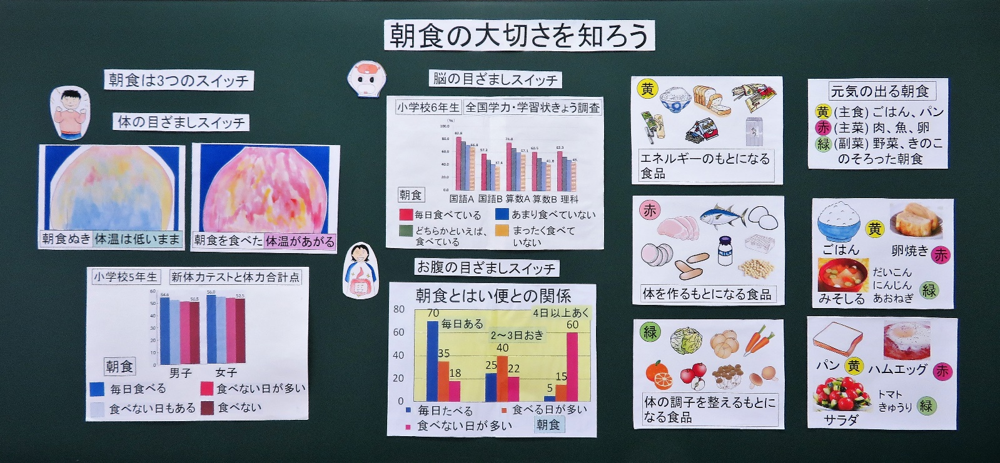 朝食の大切さを知ろう
朝食は3つのスイッチ
体の目ざましスイッチ
朝食ぬき 体温は低いまま
朝食を食べた 体温があがる
小学校5年生 新体力テストと体力合計点
60
50
40
30
20
10
0
54.6 50.5 56.0 52.5
男子 女子
朝食
毎日食べる 食べない日が多い
食べない日もある 食べない
脳の目ざましスイッチ
小学校6年生 全国学力・学習状きょう調査
(%)
100.0
80.0
60.0
40.0
20.0
0.0
82.8 66.8 57.2 37.4 74.8 57.1 60.5 41.8 62.3 45.
国語A 国語B 算数A 算数B 理科
朝食
毎日食べている あまり食べていない
どちらかといえば、 まったく食べて
食べている いない
お腹の目ざましスイッチ
朝食とはい便との関係
80
60
40
20
0
4日以上あく
70 毎日ある 60
2～3日おき
35 18 25 40 22 5 15
毎日たべる 食べる日が多い
食べない日が多い 朝食
黄
エネルギーのもとになる
食品
赤
MILK
体を作るもとになる食品
緑
体の調子を整えるもとに
なる食品
元気の出る朝食
黄 (主食) ごはん、パン
赤 (主菜) 肉、魚、卵
緑 (副菜) 野菜、きのこ
のそろった朝食
黄
ごはん 卵焼き 赤
だいこん
にんじん 緑
みそしる あおねぎ
パン 黄 ハムエッグ 赤
トマト
きゅうり 緑
サラダ